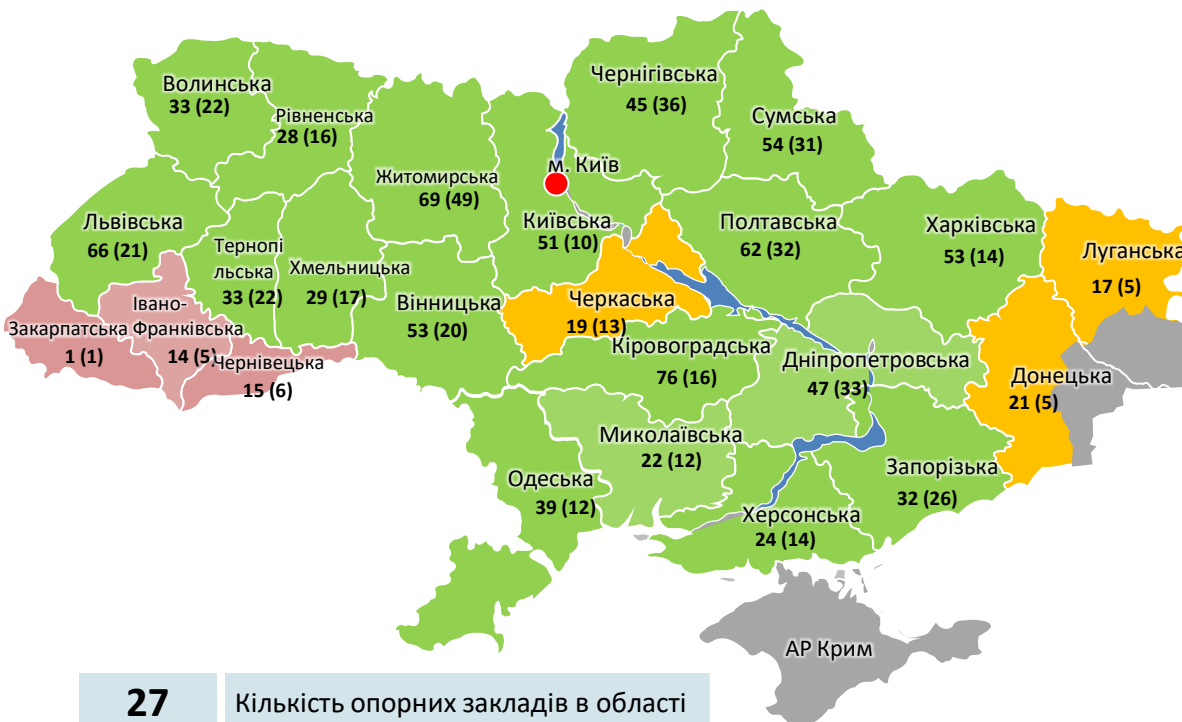 Волинська
33 (22)
Рівненська
28 (16)
Житомирська
69 (49)
Чернігівська
45 (36)
Сумська
54 (31)
м. Київ
Київська
51 (10)
Львівська
66 (21)
Тернопі
льська
33 (22)
Хмельницька
29 (17)
Вінницька
53 (20)
Полтавська
62 (32)
Харківська
53 (14)
Луганська
17 (5)
Закарпатська
1 (1)
Івано-
Франківська
14 (5)
Чернівецька
15 (6)
Черкаська
19 (13)
Кіровоградська
76 (16)
Дніпропетровська
47 (33)
Донецька
21 (5)
Миколаївська
22 (12)
Одеська
39 (12)
Запорізька
32 (26)
Херсонська
24 (14)
АР Крим
27 Кількість опорних закладів в області